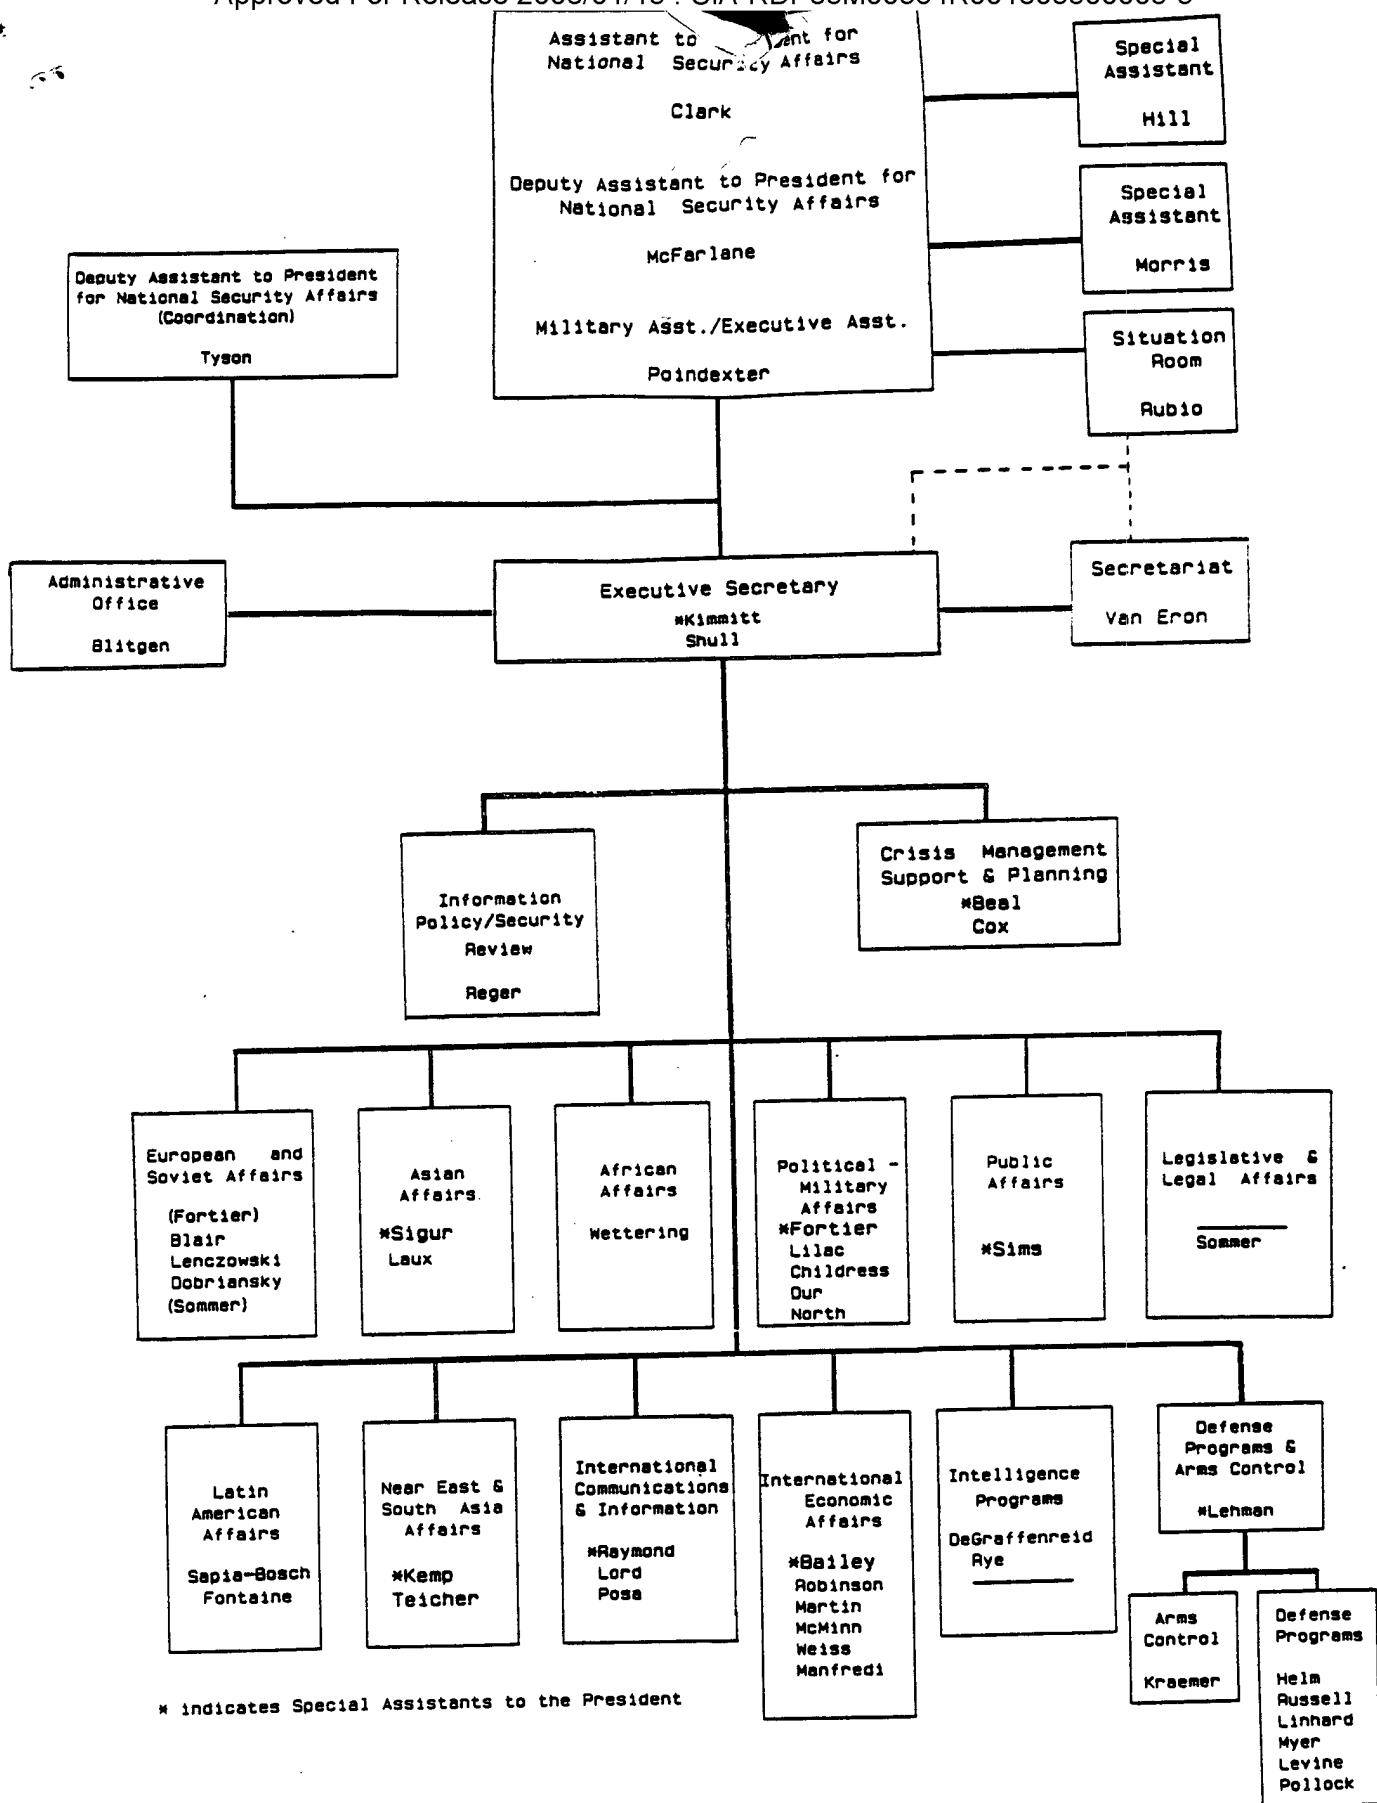 Assistant to ent for
National Security Affairs
Clark
Deputy Assistant to President for
National Security Affairs
McFarlane
Military Asst./Executive Asst.
Poindexter
Special
Assistant
Hill
Special
Assistant
Morris
Situation
Room
Rubio
Deputy Assistant to President
for National Security Affairs
(Coordination)
Tyson
Administrative
Office
Blitgen
Executive Secretary
*Kimmitt
Shull
Secretariat
Van Eron
Information
Policy/Security
Review
Reger
Crisis Management
Support & Planning
*Beal
Cox
European and
Soviet Affairs
(Fortier)
Blair
Lenczowski
Dobriansky
(Sommer)
Asian
Affairs
*Sigur
Laux
African
Affairs
Wettering
Political -
Military
Affairs
*Fortier
Lilac
Childress
Dur
North
Public
Affairs
*Sims
Legislative &
Legal Affairs
Sommer
Latin
American
Affairs
Sapia-Bosch
Fontaine
Near East &
South Asia
Affairs
*Kemp
Teicher
International
Communications
& Information
*Raymond
Lord
Posa
International
Economic
Affairs
*Bailey
Robinson
Martin
McMinn
Weiss
Manfredi
Intelligence
Programs
DeGraffenreid
Rye
Defense
Programs &
Arms Control
*Lehman
Arms
Control
Kraemer
Defense
Programs
Helm
Russell
Linhard
Myer
Levine
Pollock
* indicates Special Assistants to the President